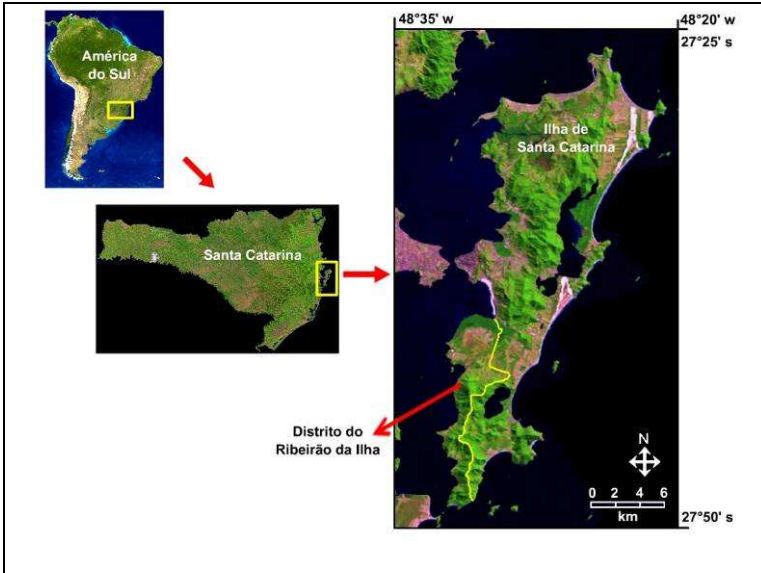 América
do Sul
Santa Catarina
48°35' w
48°20' w
27°25' s
Ilha de
Santa Catarina
Distrito do
Ribeirão da Ilha
N
0 2 4 6
km
27°50' s